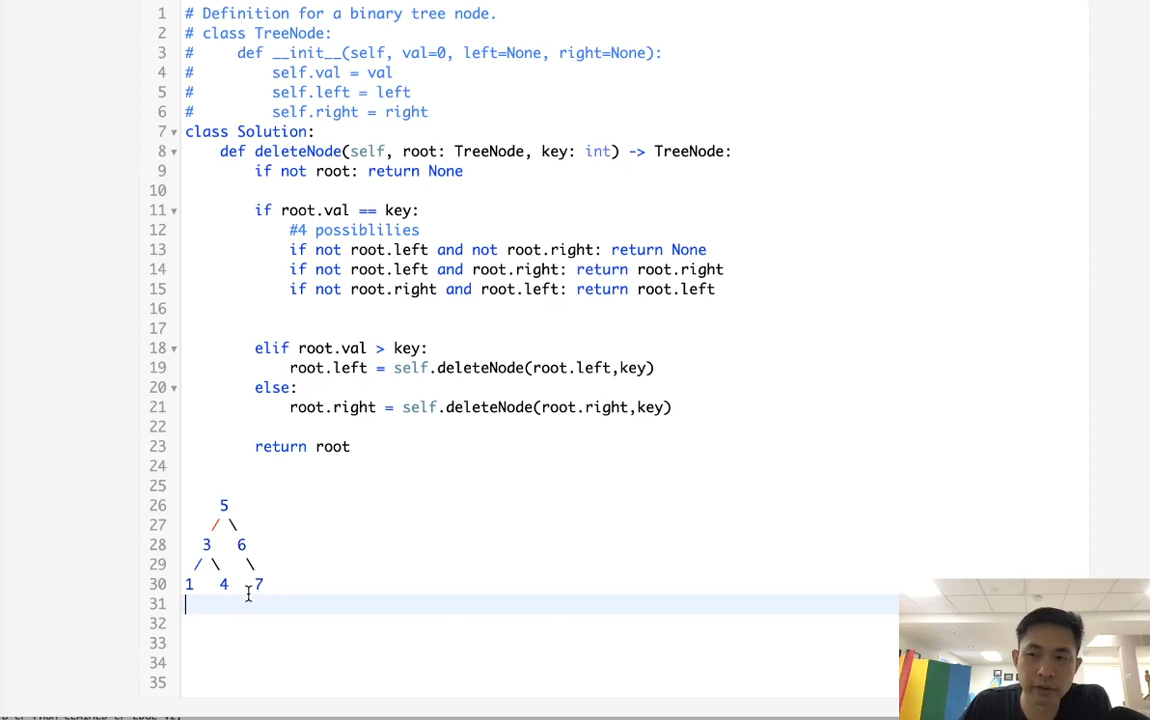 1 # Definition for a binary tree node.
2 # class TreeNode:
3 #     def __init__(self, val=0, left=None, right=None):
4 #         self.val = val
5 #         self.left = left
6 #         self.right = right
7 class Solution:
8     def deleteNode(self, root: TreeNode, key: int) -> TreeNode:
9         if not root: return None
10
11         if root.val == key:
12             #4 possiblilies
13             if not root.left and not root.right: return None
14             if not root.left and root.right: return root.right
15             if not root.right and root.left: return root.left
16
17
18         elif root.val > key:
19             root.left = self.deleteNode(root.left,key)
20         else:
21             root.right = self.deleteNode(root.right,key)
22
23         return root
24
25
26     5
27    / \
28   3   6
29  / \   \
30 1   4   7
31
32
33
34
35